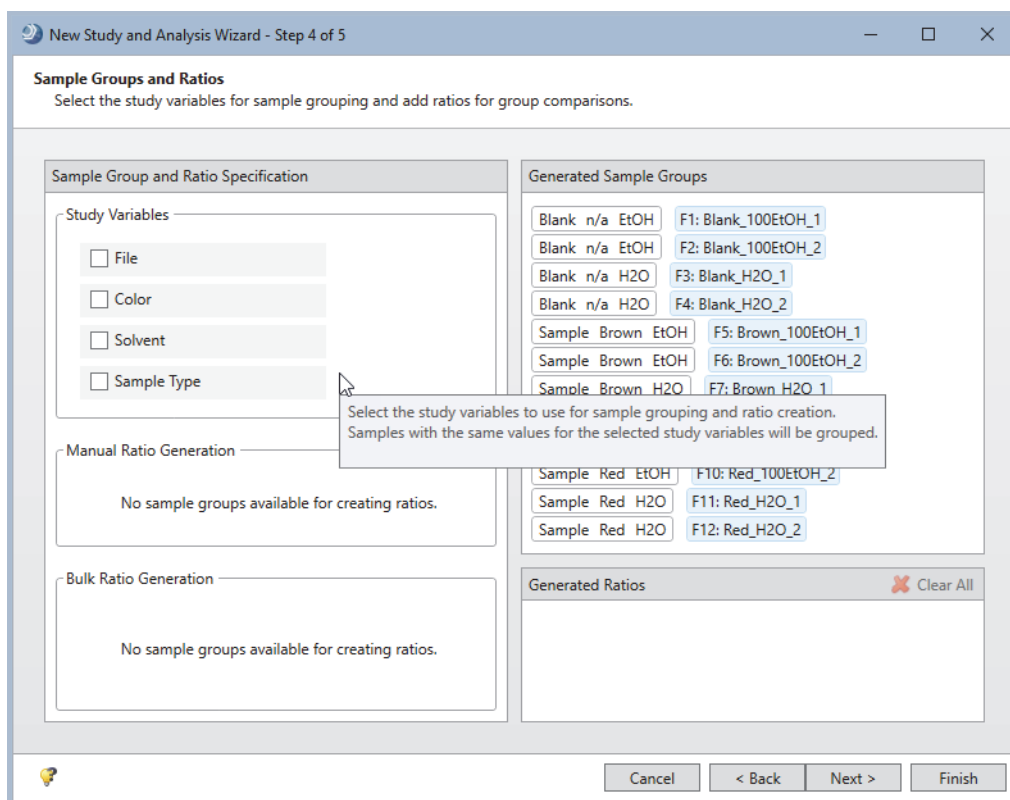 New Study and Analysis Wizard - Step 4 of 5
Sample Groups and Ratios
Select the study variables for sample grouping and add ratios for group comparisons.
Sample Group and Ratio Specification
Study Variables
File
Color
Solvent
Sample Type
Manual Ratio Generation
No sample groups available for creating ratios.
Bulk Ratio Generation
No sample groups available for creating ratios.
Generated Sample Groups
Blank n/a EtOH F1: Blank_100EtOH_1
Blank n/a EtOH F2: Blank_100EtOH_2
Blank n/a H2O F3: Blank_H2O_1
Blank n/a H2O F4: Blank_H2O_2
Sample Brown EtOH F5: Brown_100EtOH_1
Sample Brown EtOH F6: Brown_100EtOH_2
Sample Brown H2O F7: Brown_H2O_1
Select the study variables to use for sample grouping and ratio creation.
Samples with the same values for the selected study variables will be grouped.
Sample Red EtOH F10: Red_100EtOH_2
Sample Red H2O F11: Red_H2O_1
Sample Red H2O F12: Red_H2O_2
Generated Ratios Clear All
Cancel < Back Next > Finish